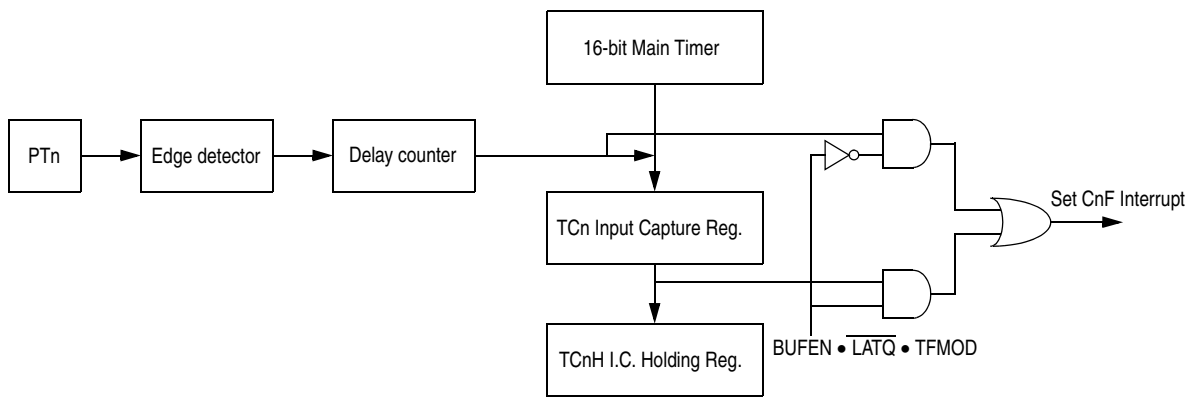 16-bit Main Timer
PTn
Edge detector
Delay counter
TCn Input Capture Reg.
Set CnF Interrupt
TCnH I.C. Holding Reg.
BUFEN • L̅A̅T̅Q̅ • TFMOD